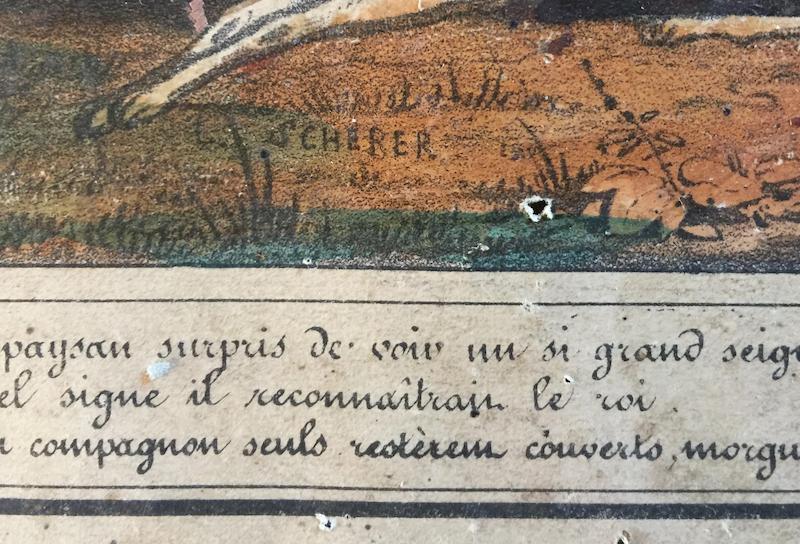 L. SCHERER
paysan surpris de voir un si grand seig
el signe il reconnaîtrait le roi
compagnon seuls restèrent couverts, morgu